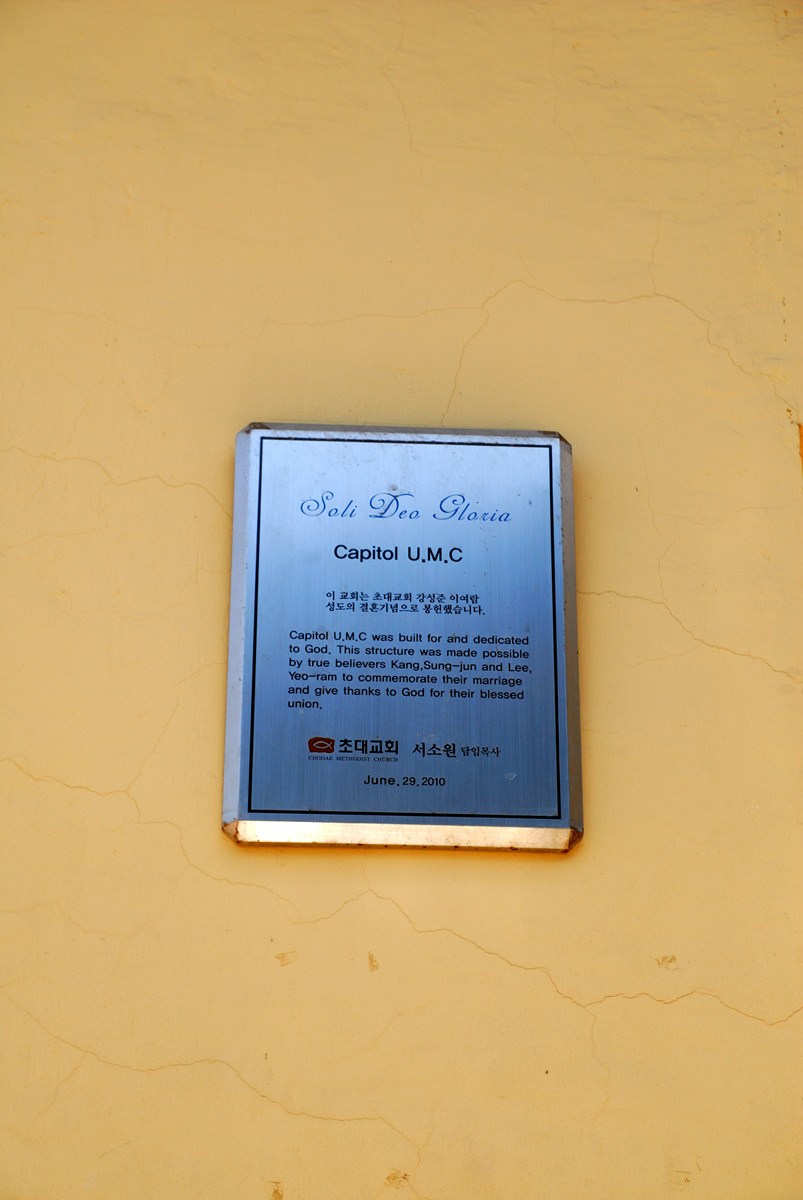 Soli Deo Gloria
Capitol U.M.C
이 교회는 초대교회 강성준 이여람
성도의 결혼기념으로 봉헌했습니다.
Capitol U.M.C was built for and dedicated
to God. This structure was made possible
by true believers Kang,Sung-jun and Lee,
Yeo-ram to commemorate their marriage
and give thanks to God for their blessed
union.
초대교회 서소원 담임목사
CHODAE METHODIST CHURCH
June.29.2010